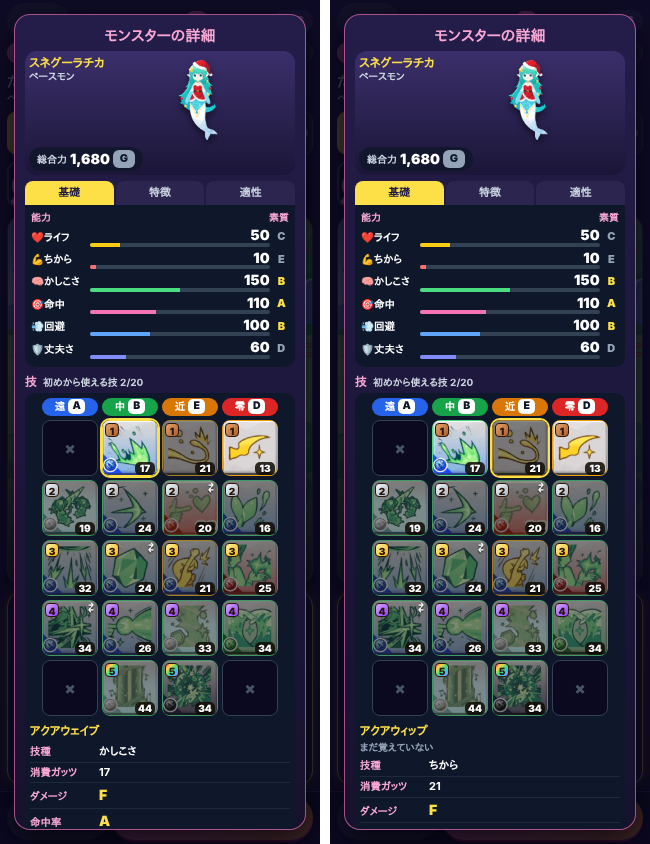 モンスターの詳細
スネグーラチカ
ベースモン
総合力 1,680 G
基礎 特徴 適性
能力 素質
ライフ 50 C
ちから 10 E
かしこさ 150 B
命中 110 A
回避 100 B
丈夫さ 60 D
技 初めから使える技 2/20
遠 A 中 B 近 E 零 D
× 1 17 1 21 1 13
2 19 2 24 2 20 2 16
3 32 3 24 3 21 3 25
4 34 4 26 4 33 4 34
× 5 44 5 34 ×
アクアウェイブ
技種 かしこさ
消費ガッツ 17
ダメージ F
命中率 A
モンスターの詳細
スネグーラチカ
ベースモン
総合力 1,680 G
基礎 特徴 適性
能力 素質
ライフ 50 C
ちから 10 E
かしこさ 150 B
命中 110 A
回避 100 B
丈夫さ 60 D
技 初めから使える技 2/20
遠 A 中 B 近 E 零 D
× 1 17 1 21 1 13
2 19 2 24 2 20 2 16
3 32 3 24 3 21 3 25
4 34 4 26 4 33 4 34
× 5 44 5 34 ×
アクアウィップ
まだ覚えていない
技種 ちから
消費ガッツ 21
ダメージ F